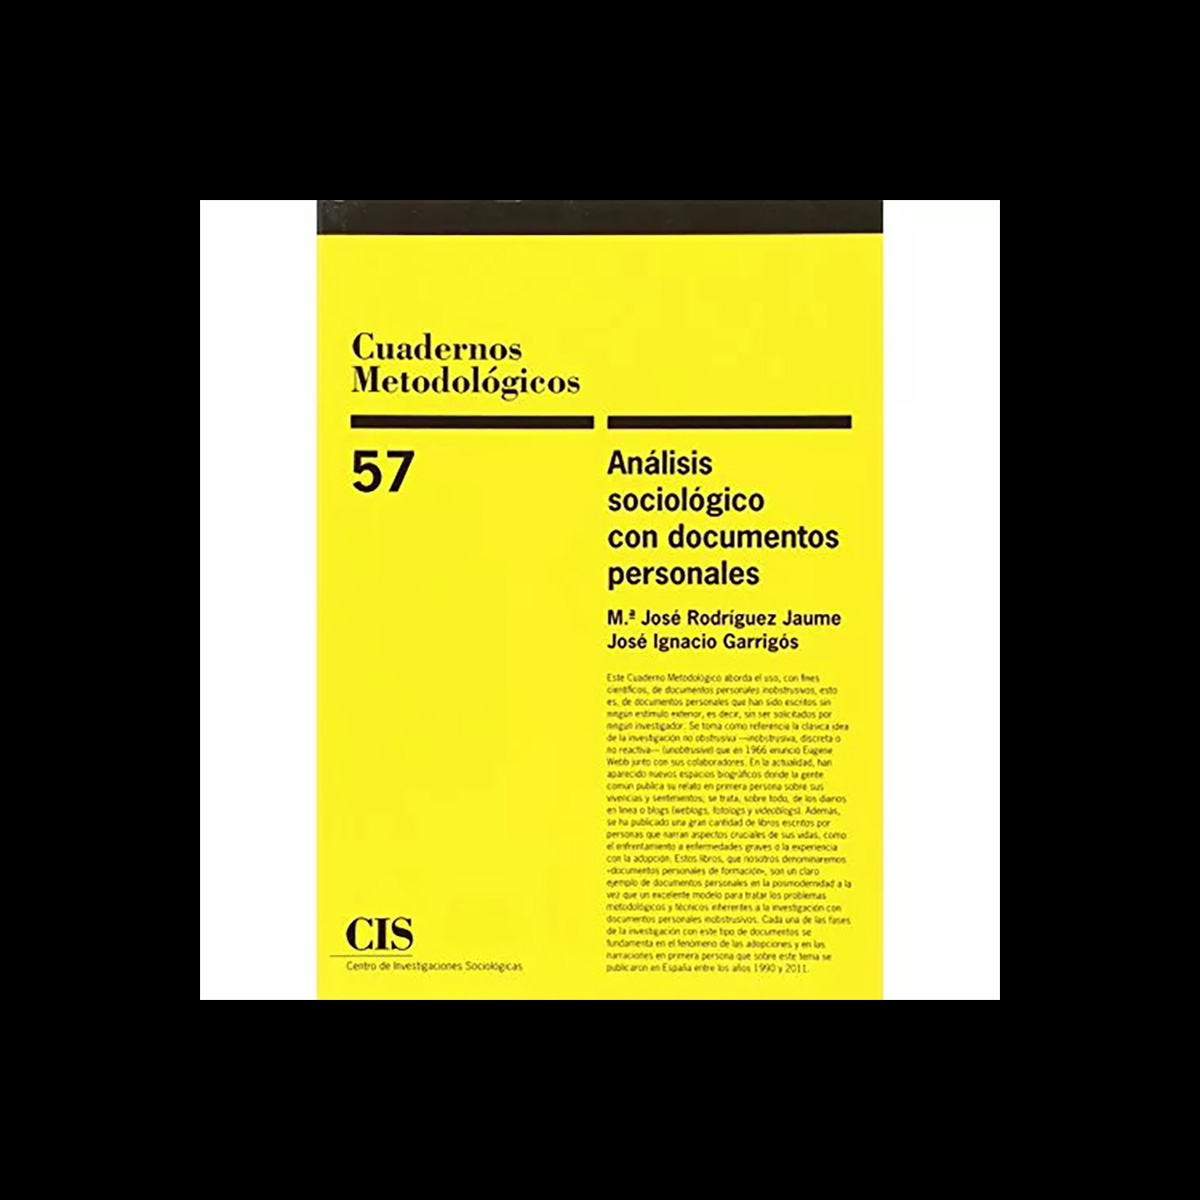 Cuadernos
Metodológicos
57
Análisis
sociológico
con documentos
personales
M.ª José Rodríguez Jaume
José Ignacio Garrigós
Este Cuaderno Metodológico aborda el uso, con fines
científicos, de documentos personales inobstrusivos, esto
es, de documentos personales que han sido escritos sin
ningún estímulo exterior, es decir, sin ser solicitados por
ningún investigador. Se toma como referencia la clásica idea
de la investigación no obstrusiva —inobstrusiva, discreta o
no reactiva— (unobtrusive) que en 1966 enunció Eugene
Webb junto con sus colaboradores. En la actualidad, han
aparecido nuevos espacios biográficos donde la gente
común publica su relato en primera persona sobre sus
vivencias y sentimientos; se trata, sobre todo, de los diarios
en línea o blogs (weblogs, fotologs y videoblogs). Además,
se ha publicado una gran cantidad de libros escritos por
personas que narran aspectos cruciales de sus vidas, como
el enfrentamiento a enfermedades graves o la experiencia
con la adopción. Estos libros, que nosotros denominaremos
«documentos personales de formación», son un claro
ejemplo de documentos personales en la posmodernidad a la
vez que un excelente modelo para tratar los problemas
metodológicos y técnicos inherentes a la investigación con
documentos personales inobstrusivos. Cada una de las fases
de la investigación con este tipo de documentos se
fundamenta en el fenómeno de las adopciones y en las
narraciones en primera persona que sobre este tema se
publicaron en España entre los años 1990 y 2011.
CIS
Centro de Investigaciones Sociológicas